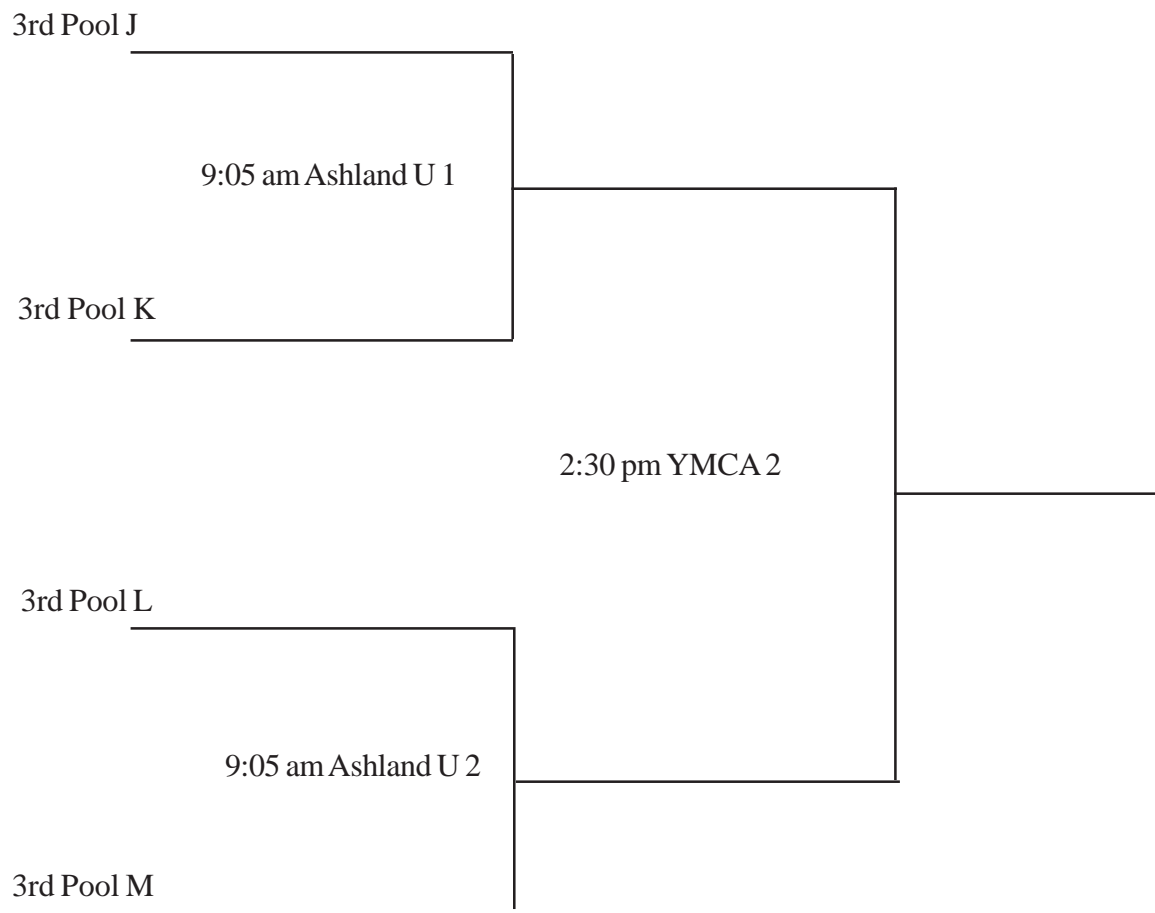 3rd Pool J
9:05 am Ashland U 1
3rd Pool K
2:30 pm YMCA 2
3rd Pool L
9:05 am Ashland U 2
3rd Pool M